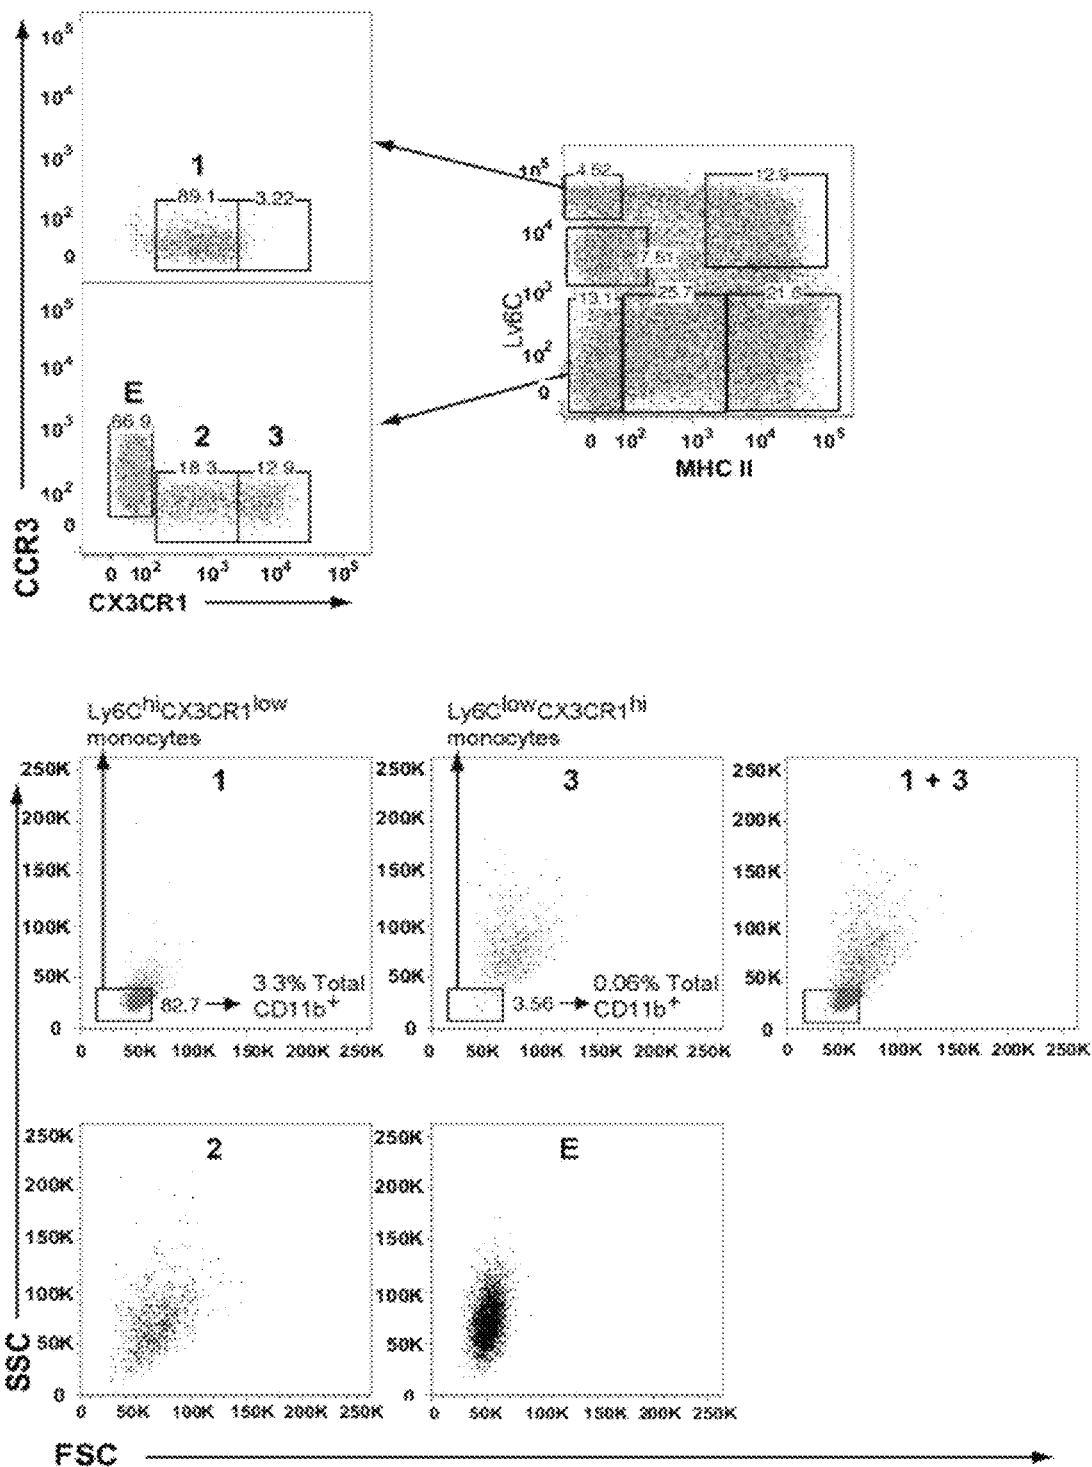 10⁵
10⁴
10³
10²
0
1
89.1
3.22
10⁵
10⁴
10³
10²
0
E
66.9
2
18.3
3
12.9
0 10² 10³ 10⁴ 10⁵
CCR3
CX3CR1
10⁵
10⁴
10³
10²
0
4.52
12.9
7.61
13.1
25.7
Ly6C
0 10² 10³ 10⁴ 10⁵
MHC II
Ly6ChiCX3CR1low
monocytes
250K
200K
150K
100K
50K
0
1
82.7
3.3% Total
CD11b⁺
0 50K 100K 150K 200K 250K
Ly6ClowCX3CR1hi
monocytes
250K
200K
150K
100K
50K
0
3
3.56
0.06% Total
CD11b⁺
0 50K 100K 150K 200K 250K
250K
200K
150K
100K
50K
0
1 + 3
0 50K 100K 150K 200K 250K
250K
200K
150K
100K
50K
0
2
0 50K 100K 150K 200K 250K
250K
200K
150K
100K
50K
0
E
0 50K 100K 150K 200K 250K
SSC
FSC